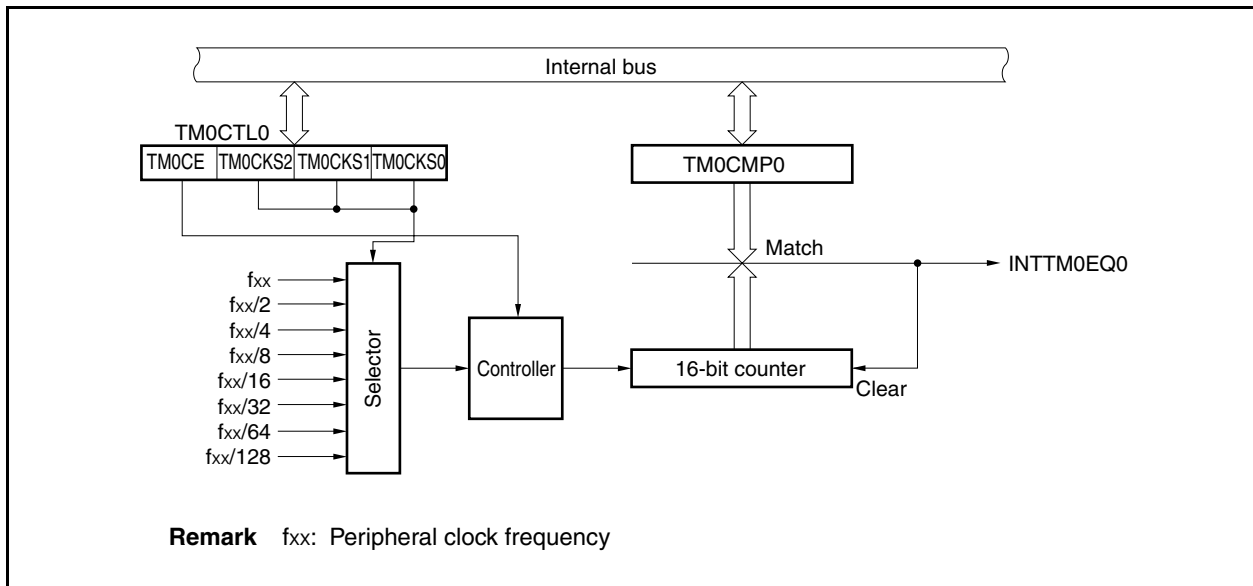 Internal bus
TM0CTL0
TM0CE TM0CKS2 TM0CKS1 TM0CKS0
TM0CMP0
Match
INTTM0EQ0
fxx
fxx/2
fxx/4
fxx/8
fxx/16
fxx/32
fxx/64
fxx/128
Selector
Controller
16-bit counter
Clear
Remark fxx: Peripheral clock frequency